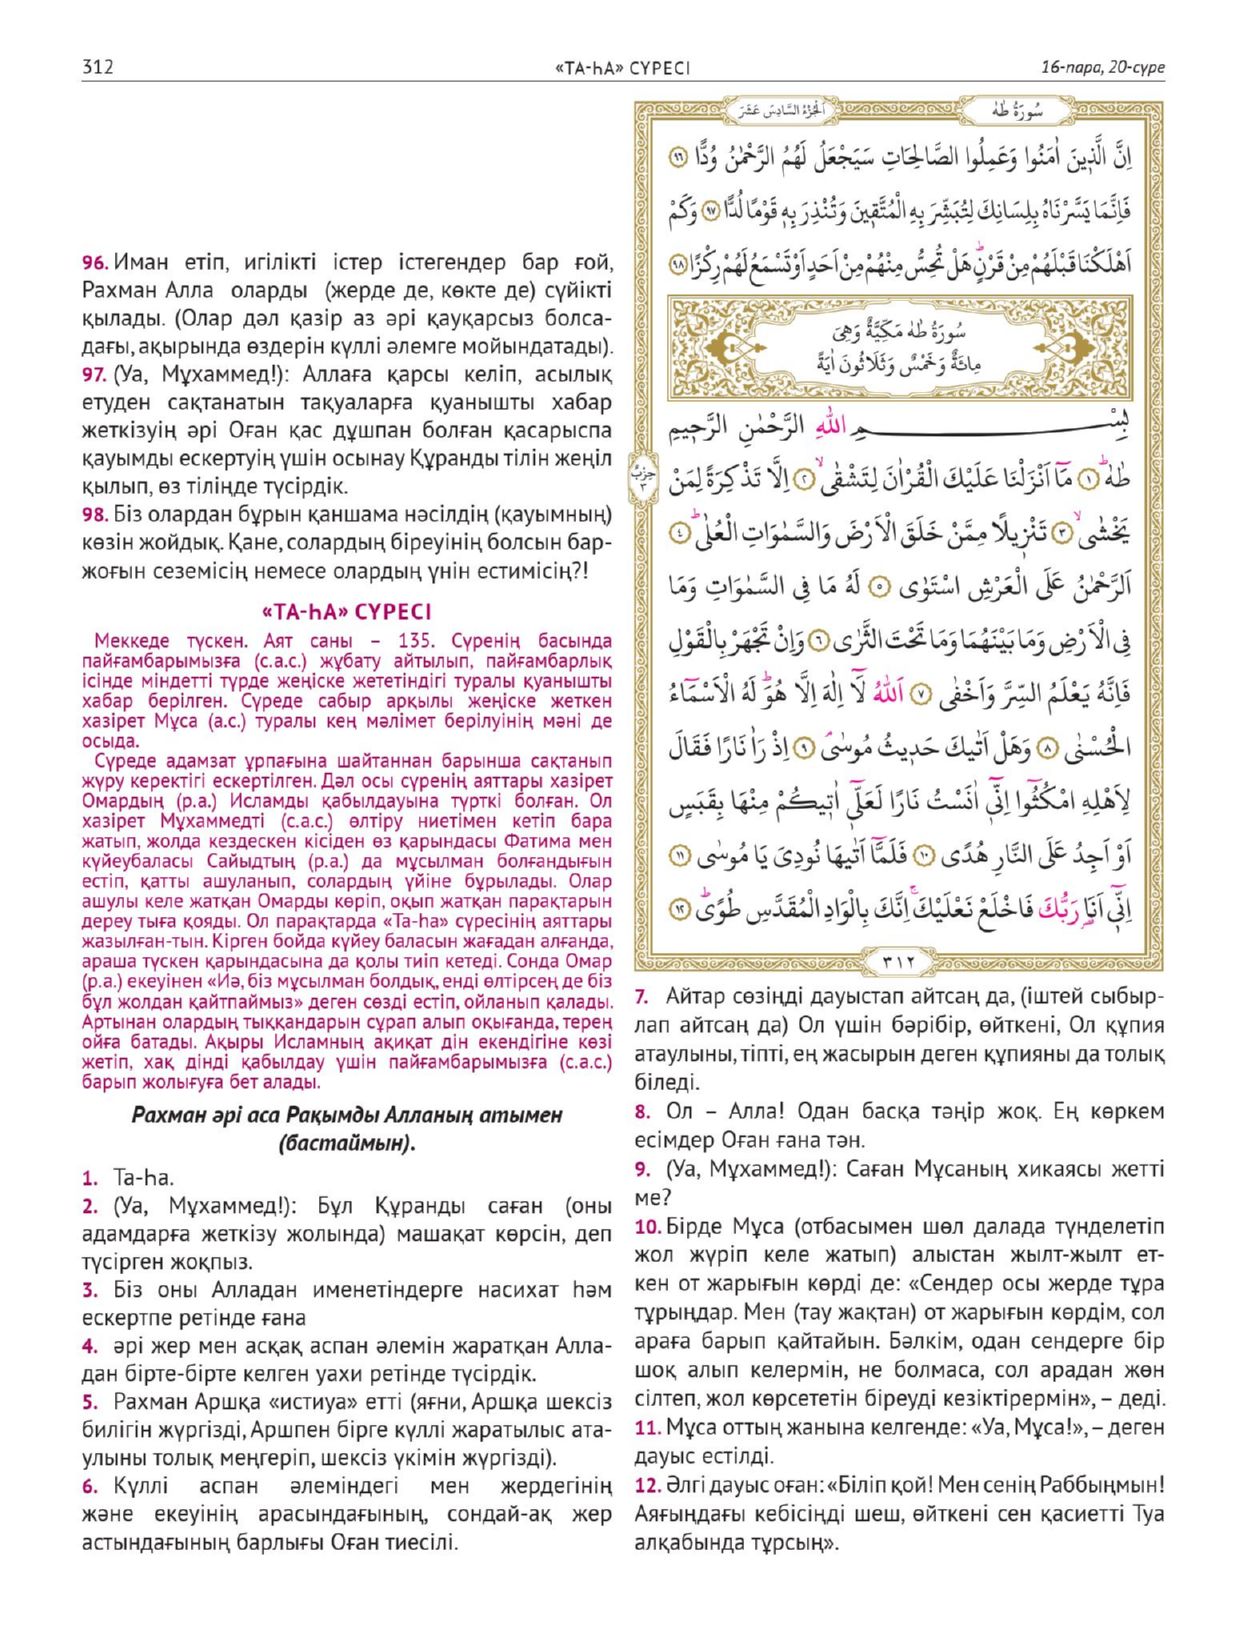 312
«ТА-ҺА» СҮРЕСІ
16-пара, 20-сүре
96. Иман етіп, игілікті істер істегендер бар ғой,
Рахман Алла оларды (жерде де, көкте де) сүйікті
қылады. (Олар дәл қазір аз әрі қауқарсыз болса-
дағы, ақырында өздерін күллі әлемге мойындатады).
97. (Уа, Мұхаммед!): Аллаға қарсы келіп, асылық
етуден сақтанатын тақуаларға қуанышты хабар
жеткізуің әрі Оған қас дұшпан болған қасарыспа
қауымды ескертуің үшін осынау Құранды тілін жеңіл
қылып, өз тіліңде түсірдік.
98. Біз олардан бұрын қаншама нәсілдің (қауымның)
көзін жойдық. Қане, солардың біреуінің болсын бар-
жоғын сеземісің немесе олардың үнін естимісің?!
«ТА-ҺА» СҮРЕСІ
Меккеде түскен. Аят саны – 135. Сүренің басында
пайғамбарымызға (с.а.с.) жұбату айтылып, пайғамбарлық
ісінде міндетті түрде жеңіске жететіндігі туралы қуанышты
хабар берілген. Сүреде сабыр арқылы жеңіске жеткен
хазірет Мұса (а.с.) туралы кең мәлімет берілуінің мәні де
осыда.
Сүреде адамзат ұрпағына шайтаннан барынша сақтанып
жүру керектігі ескертілген. Дәл осы сүренің аяттары хазірет
Омардың (р.а.) Исламды қабылдауына түрткі болған. Ол
хазірет Мұхаммедті (с.а.с.) өлтіру ниетімен кетіп бара
жатып, жолда кездескен кісіден өз қарындасы Фатима мен
күйеубаласы Сайыдтың (р.а.) да мұсылман болғандығын
естіп, қатты ашуланып, солардың үйіне бұрылады. Олар
ашулы келе жатқан Омарды көріп, оқып жатқан парақтарын
дереу тыға қояды. Ол парақтарда «Та-һа» сүресінің аяттары
жазылған-тын. Кірген бойда күйеу баласын жағадан алғанда,
араша түскен қарындасына да қолы тиіп кетеді. Сонда Омар
(р.а.) екеуінен «Иә, біз мұсылман болдық, енді өлтірсең де біз
бұл жолдан қайтпаймыз» деген сөзді естіп, ойланып қалады.
Артынан олардың тыққандарын сұрап алып оқығанда, терең
ойға батады. Ақыры Исламның ақиқат дін екендігіне көзі
жетіп, хақ дінді қабылдау үшін пайғамбарымызға (с.а.с.)
барып жолығуға бет алады.
Рахман әрі аса Рақымды Алланың атымен
(бастаймын).
1. Та-һа.
2. (Уа, Мұхаммед!): Бұл Құранды саған (оны
адамдарға жеткізу жолында) машақат көрсін, деп
түсірген жоқпыз.
3. Біз оны Алладан именетіндерге насихат һәм
ескертпе ретінде ғана
4. әрі жер мен асқақ аспан әлемін жаратқан Алла-
дан бірте-бірте келген уахи ретінде түсірдік.
5. Рахман Аршқа «истиуа» етті (яғни, Аршқа шексіз
билігін жүргізді, Аршпен бірге күллі жаратылыс ата-
улыны толық меңгеріп, шексіз үкімін жүргізді).
6. Күллі аспан әлеміндегі мен жердегінің
және екеуінің арасындағының, сондай-ақ жер
астындағының барлығы Оған тиесілі.
سُورَةُ طٰهٰ
اَلْجُزْءُ السَّادِسَ عَشَرَ
اِنَّ الَّذ۪ينَ اٰمَنُوا وَعَمِلُوا الصَّالِحَاتِ سَيَجْعَلُ لَهُمُ الرَّحْمٰنُ وُدًّا ٩٦
فَاِنَّمَا يَسَّرْنَاهُ بِلِسَانِكَ لِتُبَشِّرَ بِهِ الْمُتَّق۪ينَ وَتُنْذِرَ بِه۪ قَوْمًا لُدًّا ٩٧ وَكَمْ
اَهْلَكْنَا قَبْلَهُمْ مِنْ قَرْنٍۜ هَلْ تُحِسُّ مِنْهُمْ مِنْ اَحَدٍ اَوْ تَسْمَعُ لَهُمْ رِكْزًا ٩٨
سُورَةُ طٰهٰ مَكِّيَّةٌ وَهِيَ
مِائَةٌ وَخَمْسٌ وَثَلَاثُونَ اٰيَةً
بِسْمِ اللّٰهِ الرَّحْمٰنِ الرَّح۪يمِ
حِزْبٌ
٣
طٰهٰۜ ١ مَٓا اَنْزَلْنَا عَلَيْكَ الْقُرْاٰنَ لِتَشْقٰىۙ ٢ اِلَّا تَذْكِرَةً لِمَنْ
يَخْشٰىۙ ٣ تَنْز۪يلًا مِمَّنْ خَلَقَ الْاَرْضَ وَالسَّمٰوَاتِ الْعُلٰىۜ ٤
اَلرَّحْمٰنُ عَلَى الْعَرْشِ اسْتَوٰى ٥ لَهُ مَا فِي السَّمٰوَاتِ وَمَا
فِي الْاَرْضِ وَمَا بَيْنَهُمَا وَمَا تَحْتَ الثَّرٰى ٦ وَاِنْ تَجْهَرْ بِالْقَوْلِ
فَاِنَّهُ يَعْلَمُ السِّرَّ وَاَخْفٰى ٧ اَللّٰهُ لَٓا اِلٰهَ اِلَّا هُوَۜ لَهُ الْاَسْمَٓاءُ
الْحُسْنٰى ٨ وَهَلْ اَتٰيكَ حَد۪يثُ مُوسٰىۢ ٩ اِذْ رَاٰ نَارًا فَقَالَ
لِاَهْلِهِ امْكُثُٓوا اِنّ۪ٓي اٰنَسْتُ نَارًا لَعَلّ۪ٓي اٰت۪يكُمْ مِنْهَا بِقَبَسٍ
اَوْ اَجِدُ عَلَى النَّارِ هُدًى ١٠ فَلَمَّٓا اَتٰيهَا نُودِيَ يَا مُوسٰى ١١
اِنّ۪ٓي اَنَا۬ رَبُّكَ فَاخْلَعْ نَعْلَيْكَۚ اِنَّكَ بِالْوَادِ الْمُقَدَّسِ طُوًىۜ ١٢
٣١٢
7. Айтар сөзіңді дауыстап айтсаң да, (іштей сыбыр-
лап айтсаң да) Ол үшін бәрібір, өйткені, Ол құпия
атаулыны, тіпті, ең жасырын деген құпияны да толық
біледі.
8. Ол – Алла! Одан басқа тәңір жоқ. Ең көркем
есімдер Оған ғана тән.
9. (Уа, Мұхаммед!): Саған Мұсаның хикаясы жетті
ме?
10. Бірде Мұса (отбасымен шөл далада түнделетіп
жол жүріп келе жатып) алыстан жылт-жылт ет-
кен от жарығын көрді де: «Сендер осы жерде тұра
тұрыңдар. Мен (тау жақтан) от жарығын көрдім, сол
араға барып қайтайын. Бәлкім, одан сендерге бір
шоқ алып келермін, не болмаса, сол арадан жөн
сілтеп, жол көрсететін біреуді кезіктірермін», – деді.
11. Мұса оттың жанына келгенде: «Уа, Мұса!», – деген
дауыс естілді.
12. Әлгі дауыс оған: «Біліп қой! Мен сенің Раббыңмын!
Аяғыңдағы кебісіңді шеш, өйткені сен қасиетті Туа
алқабында тұрсың».